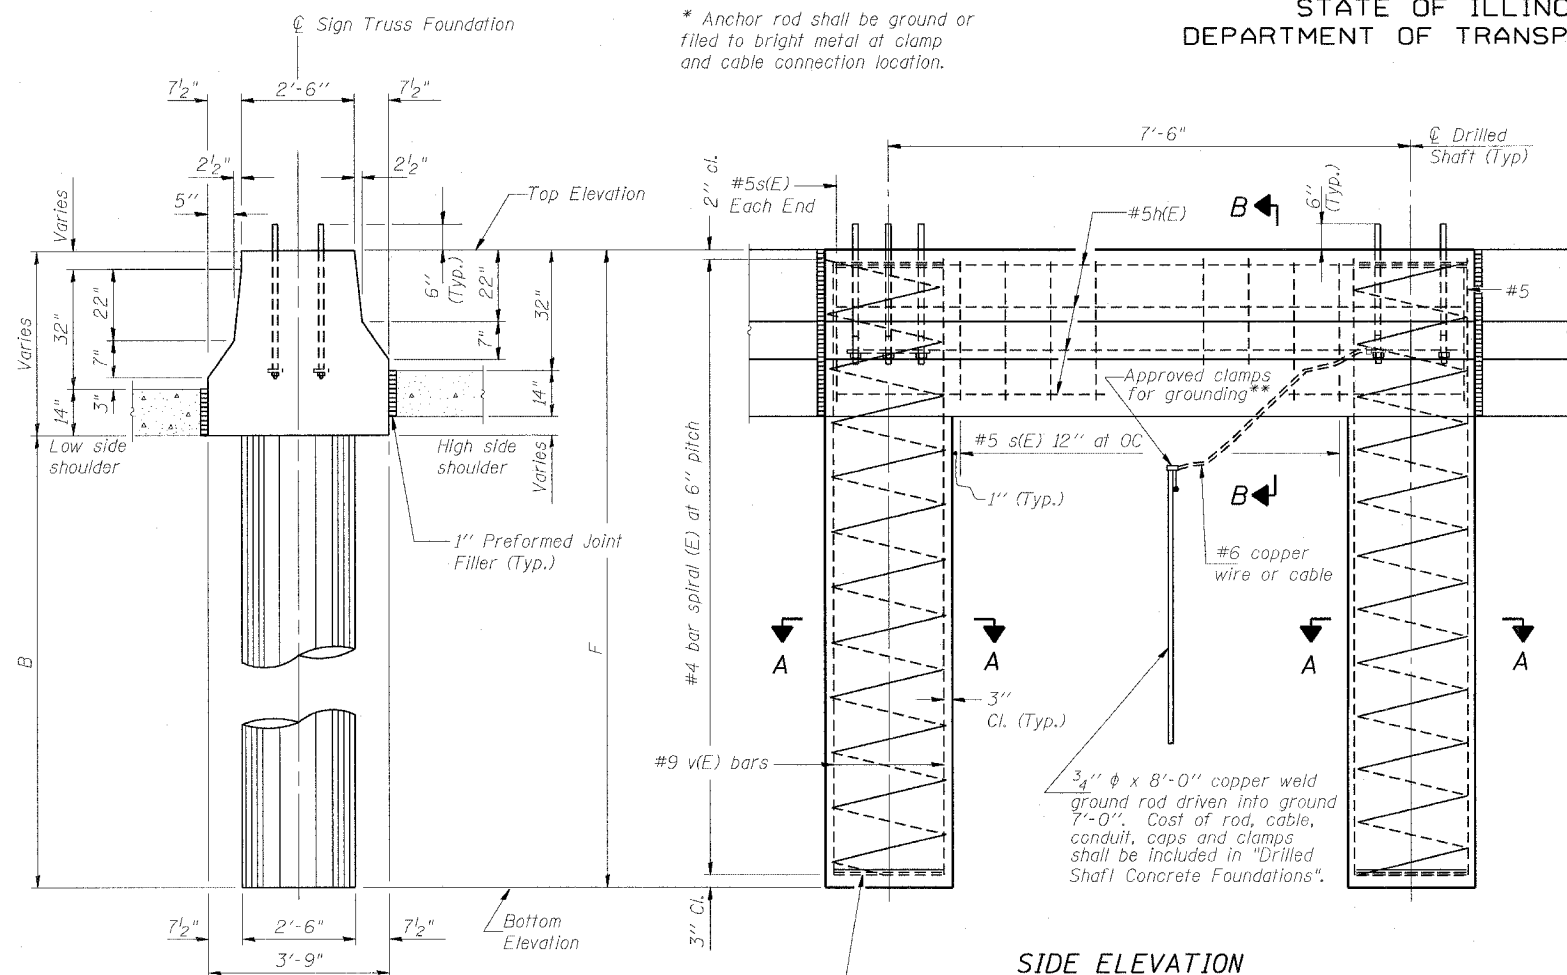 ℄ Sign Truss Foundation
* Anchor rod shall be ground or
filed to bright metal at clamp
and cable connection location.
STATE OF ILLINO
DEPARTMENT OF TRANSP
7½"
2'-6"
7½"
7'-6"
℄ Drilled
Shaft (Typ)
2½"
2½"
5"
Varies
Top Elevation
2" cl.
#5s(E)
Each End
#5h(E)
B
6"
(Typ.)
6"
(Typ.)
22"
32"
Varies
32"
22"
7"
7"
3"
14"
14"
#5
Low side
shoulder
High side
shoulder
Varies
Approved clamps
for grounding**
#5 s(E) 12" at OC
B
1" (Typ.)
1" Preformed Joint
Filler (Typ.)
#6 copper
wire or cable
#4 bar spiral (E) at 6" pitch
B
F
A
A
A
A
3"
Cl. (Typ.)
#9 v(E) bars
¾" ϕ x 8'-0" copper weld
ground rod driven into ground
7'-0". Cost of rod, cable,
conduit, caps and clamps
shall be included in "Drilled
Shaft Concrete Foundations".
7½"
2'-6"
7½"
3'-9"
Bottom
Elevation
3" Cl.
SIDE ELEVATION